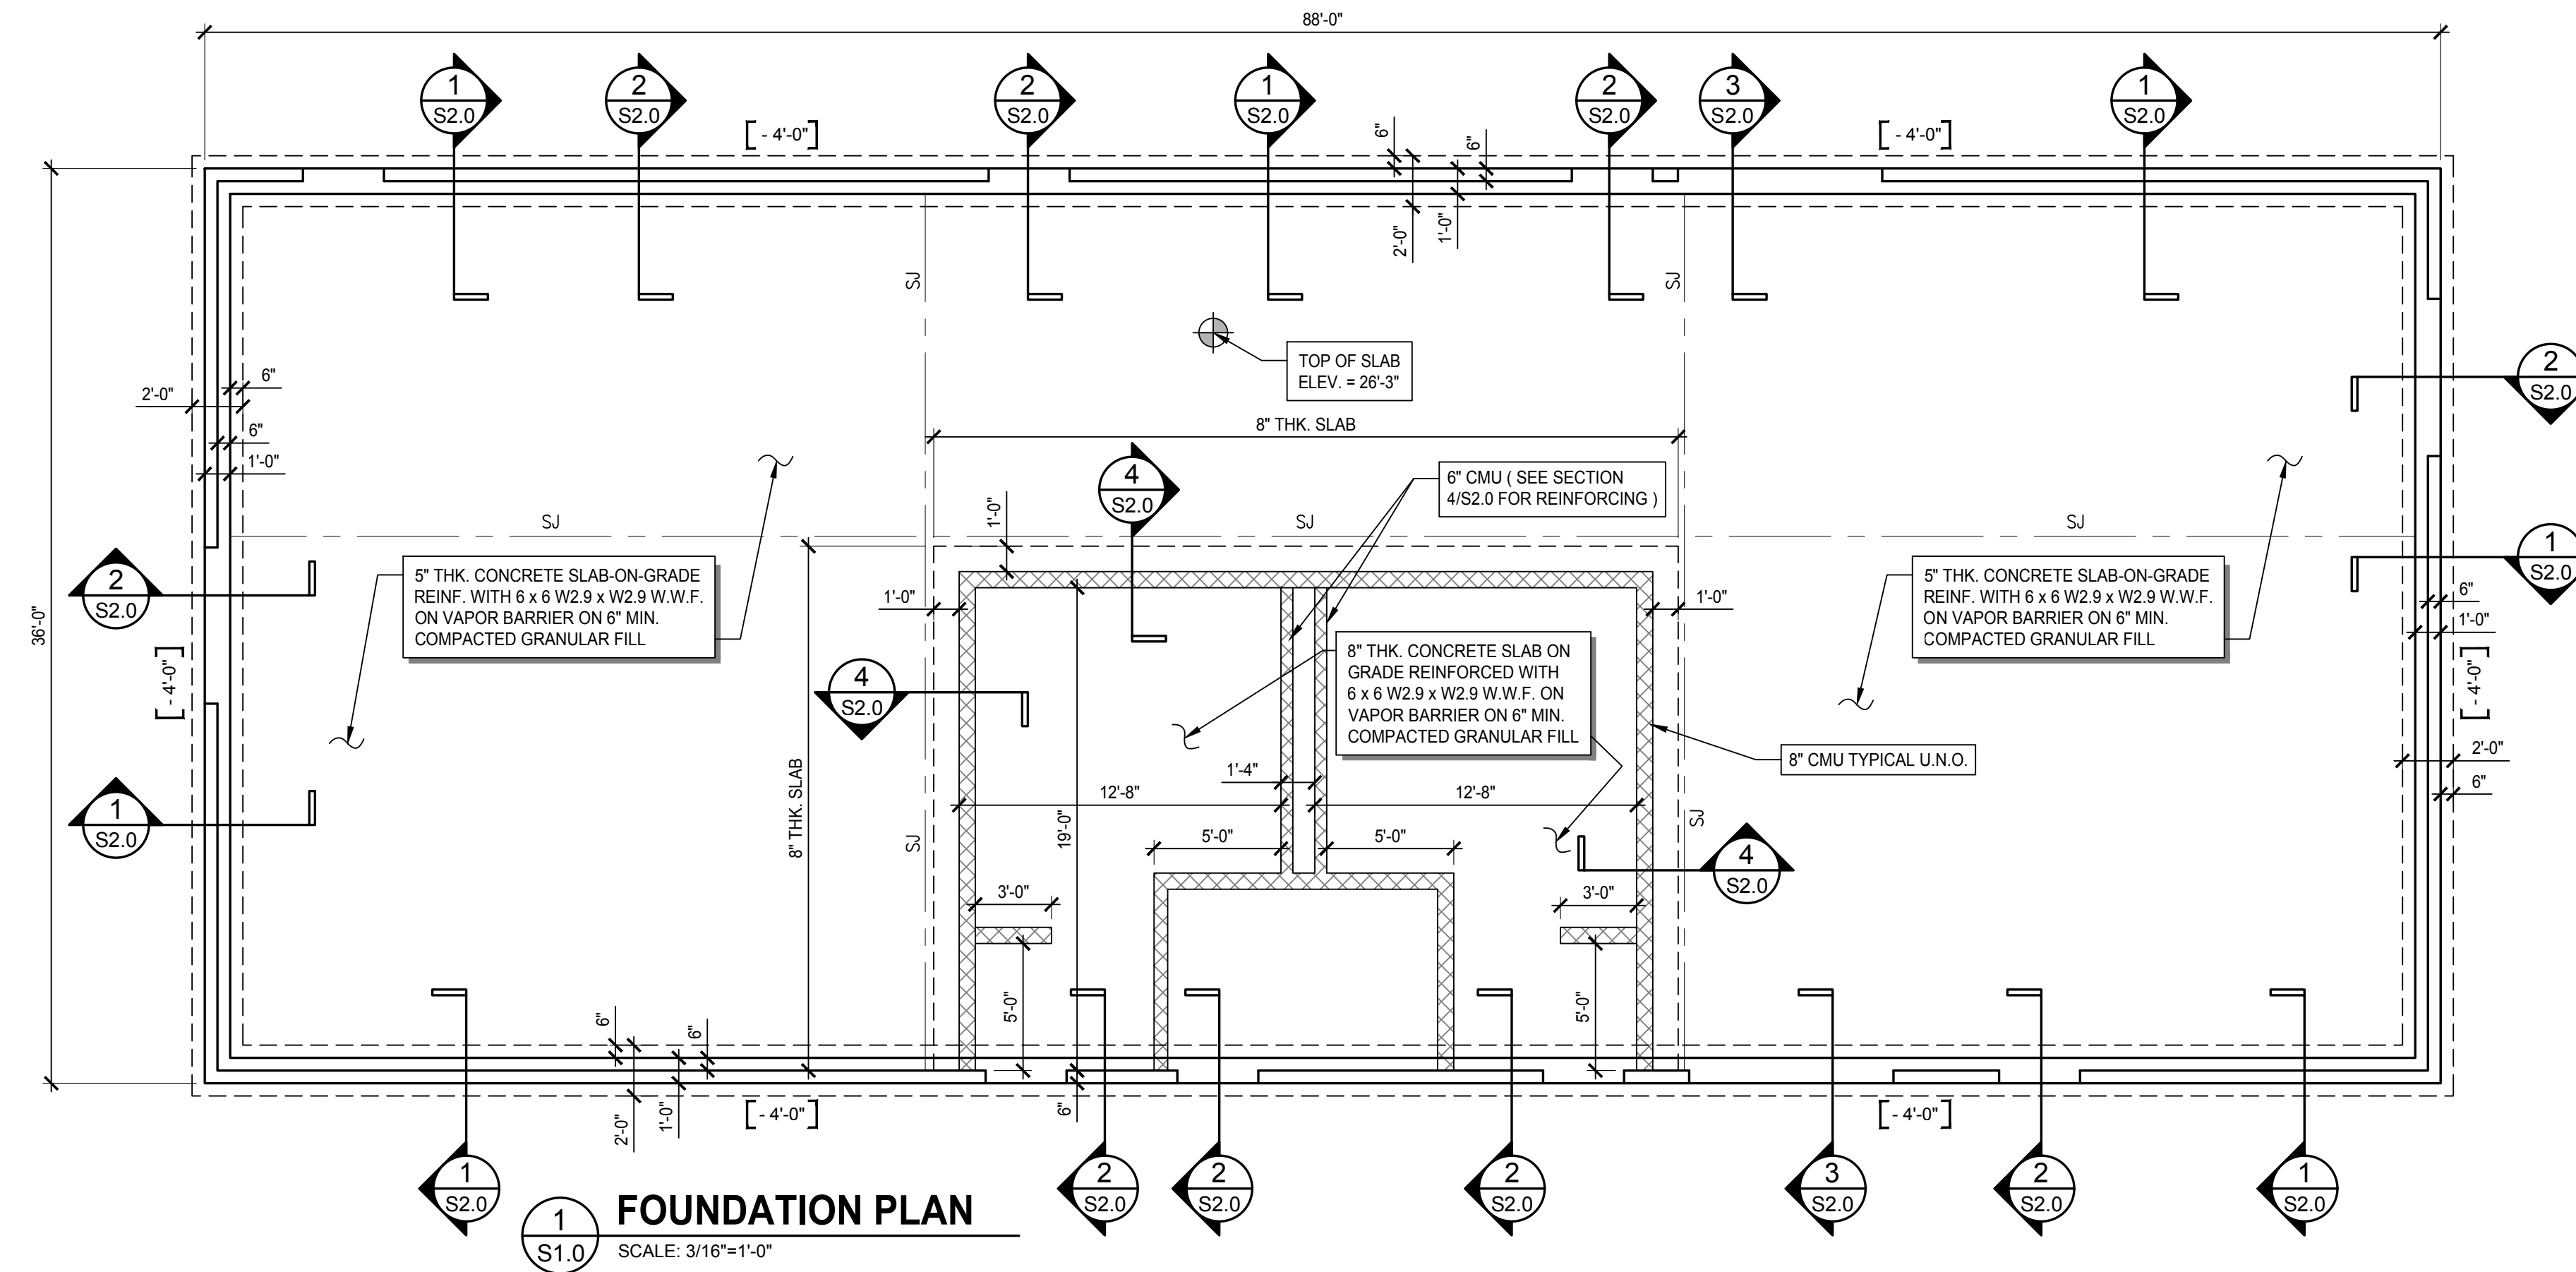 88'-0"
1
S2.0
2
S2.0
2
S2.0
1
S2.0
2
S2.0
3
S2.0
1
S2.0
[ - 4'-0" ]
[ - 4'-0" ]
6"
6"
2'-0"
1'-0"
SJ
SJ
TOP OF SLAB
ELEV. = 26'-3"
2
S2.0
6"
2'-0"
6"
1'-0"
8" THK. SLAB
4
S2.0
6" CMU ( SEE SECTION
4/S2.0 FOR REINFORCING )
1'-0"
SJ
SJ
SJ
1
S2.0
2
S2.0
5" THK. CONCRETE SLAB-ON-GRADE
REINF. WITH 6 x 6 W2.9 x W2.9 W.W.F.
ON VAPOR BARRIER ON 6" MIN.
COMPACTED GRANULAR FILL
5" THK. CONCRETE SLAB-ON-GRADE
REINF. WITH 6 x 6 W2.9 x W2.9 W.W.F.
ON VAPOR BARRIER ON 6" MIN.
COMPACTED GRANULAR FILL
1'-0"
1'-0"
6"
1'-0"
36'-0"
[ - 4'-0" ]
[ - 4'-0" ]
4
S2.0
8" THK. CONCRETE SLAB ON
GRADE REINFORCED WITH
6 x 6 W2.9 x W2.9 W.W.F. ON
VAPOR BARRIER ON 6" MIN.
COMPACTED GRANULAR FILL
8" CMU TYPICAL U.N.O.
2'-0"
6"
1
S2.0
8" THK. SLAB
1'-4"
12'-8"
12'-8"
19'-0"
SJ
SJ
5'-0"
5'-0"
4
S2.0
3'-0"
3'-0"
5'-0"
5'-0"
6"
6"
2'-0"
1'-0"
6"
[ - 4'-0" ]
[ - 4'-0" ]
1
S2.0
2
S2.0
2
S2.0
2
S2.0
3
S2.0
2
S2.0
1
S2.0
1
S1.0
FOUNDATION PLAN
SCALE: 3/16"=1'-0"